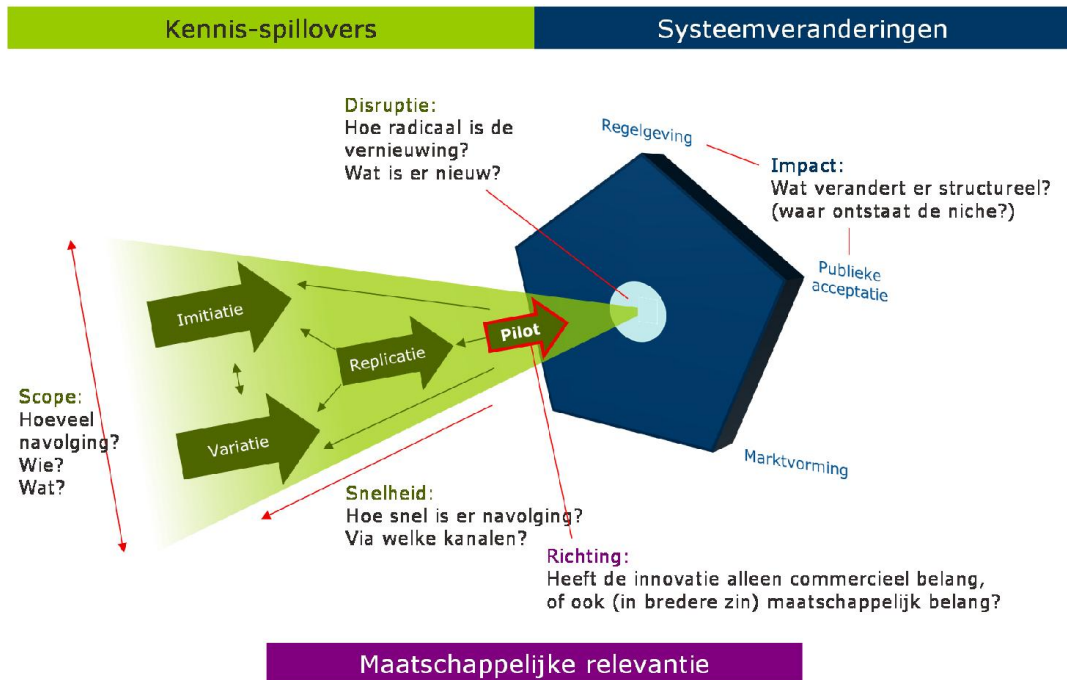 Kennis-spillovers
Systeemveranderingen
Disruptie:
Hoe radicaal is de
vernieuwing?
Wat is er nieuw?
Regelgeving
Impact:
Wat verandert er structureel?
(waar ontstaat de niche?)
Publieke
acceptatie
Imitiatie
Pilot
Replicatie
Scope:
Hoeveel
navolging?
Wie?
Wat?
Variatie
Marktvorming
Snelheid:
Hoe snel is er navolging?
Via welke kanalen?
Richting:
Heeft de innovatie alleen commercieel belang,
of ook (in bredere zin) maatschappelijk belang?
Maatschappelijke relevantie